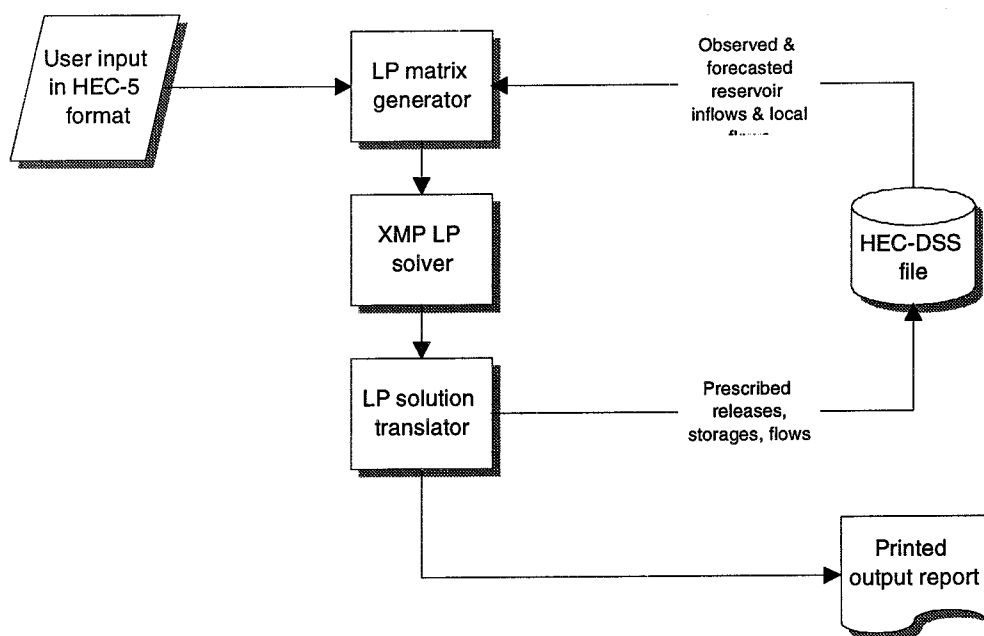 User input
in HEC-5
format
LP matrix
generator
Observed &
forecasted
reservoir
inflows & local
XMP LP
solver
HEC-DSS
file
LP solution
translator
Prescribed
releases,
storages, flows
Printed
output report